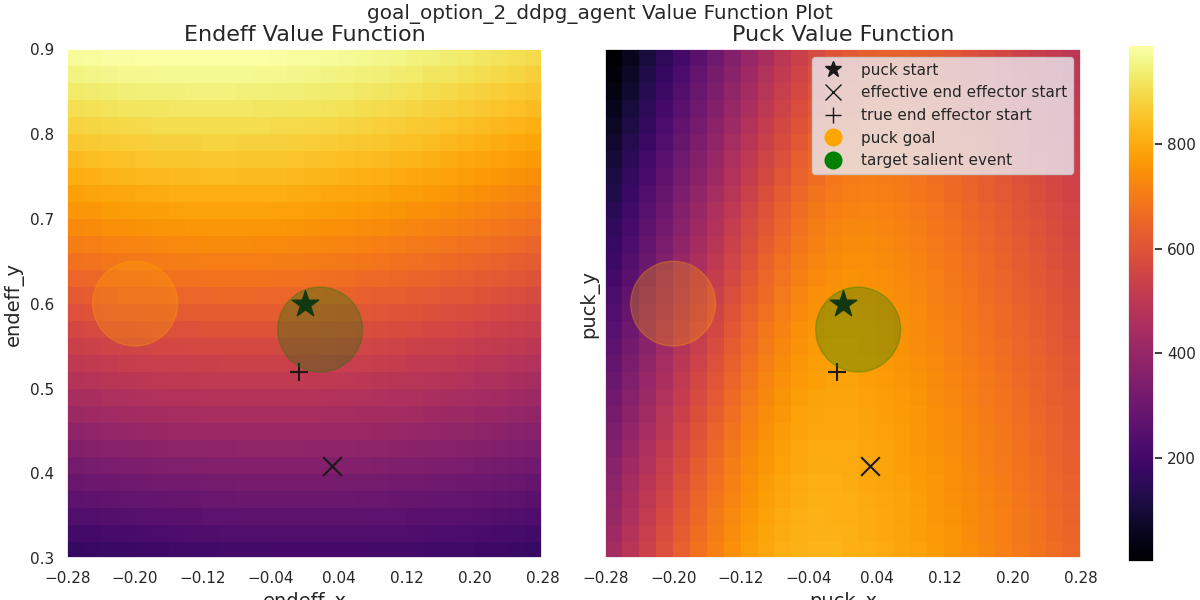 goal_option_2_ddpg_agent Value Function Plot
Endeff Value Function
Puck Value Function
endeff_y
0.9
0.8
0.7
0.6
0.5
0.4
0.3
−0.28 −0.20 −0.12 −0.04 0.04 0.12 0.20 0.28
endeff_x
puck_y
puck start
effective end effector start
true end effector start
puck goal
target salient event
−0.28 −0.20 −0.12 −0.04 0.04 0.12 0.20 0.28
puck_x
800
600
400
200